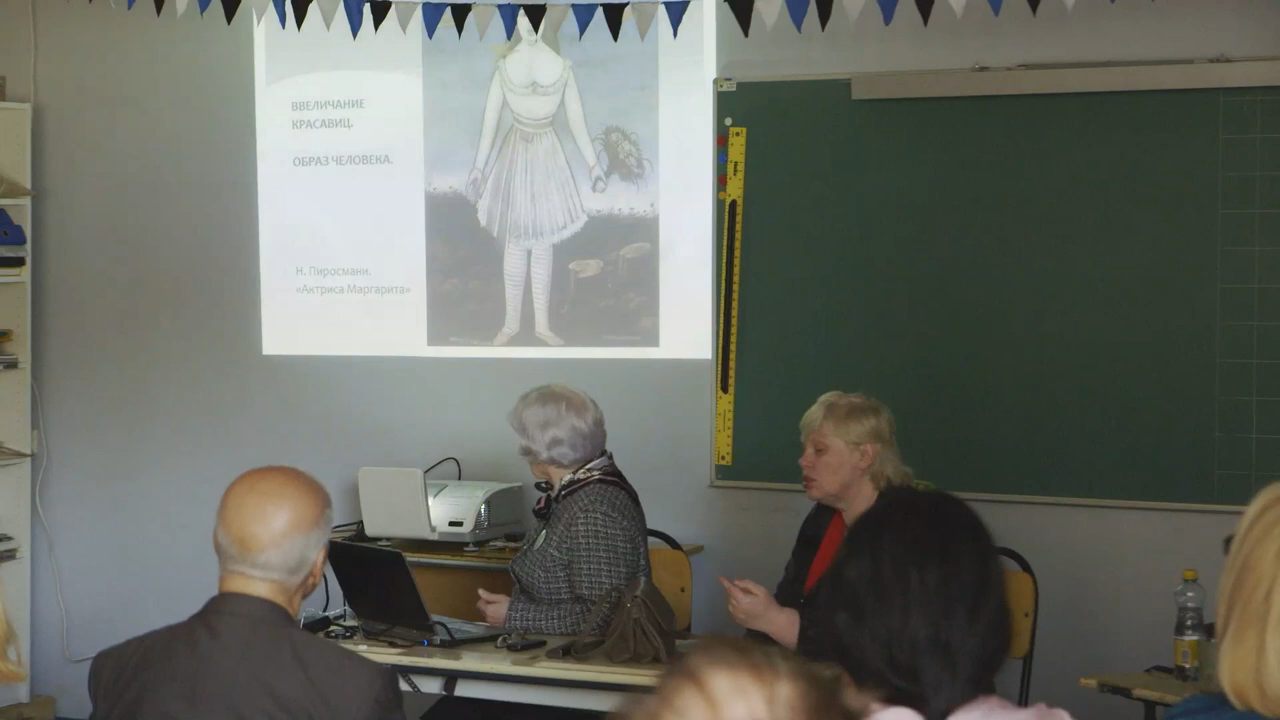 ВВЕЛИЧАНИЕ
КРАСАВИЦ.
ОБРАЗ ЧЕЛОВЕКА.
Н. Пиросмани.
«Актриса Маргарита»